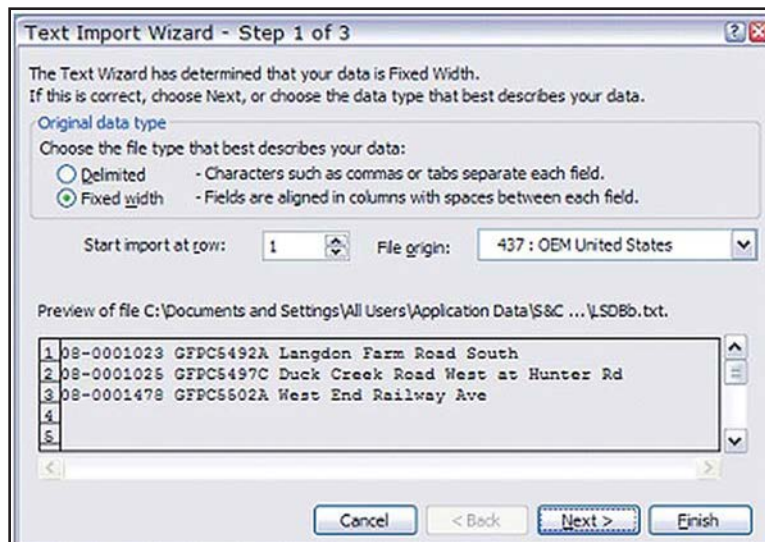 Text Import Wizard - Step 1 of 3
The Text Wizard has determined that your data is Fixed Width.
If this is correct, choose Next, or choose the data type that best describes your data.
Original data type
Choose the file type that best describes your data:
Delimited - Characters such as commas or tabs separate each field.
Fixed width - Fields are aligned in columns with spaces between each field.
Start import at row: 1 File origin: 437 : OEM United States
Preview of file C:\Documents and Settings\All Users\Application Data\S&C ...\LSDBb.txt.
1 08-0001023 GFPC5492A Langdon Farm Road South
2 08-0001025 GFPC5497C Duck Creek Road West at Hunter Rd
3 08-0001478 GFPC5502A West End Railway Ave
4
5
Cancel < Back Next > Finish